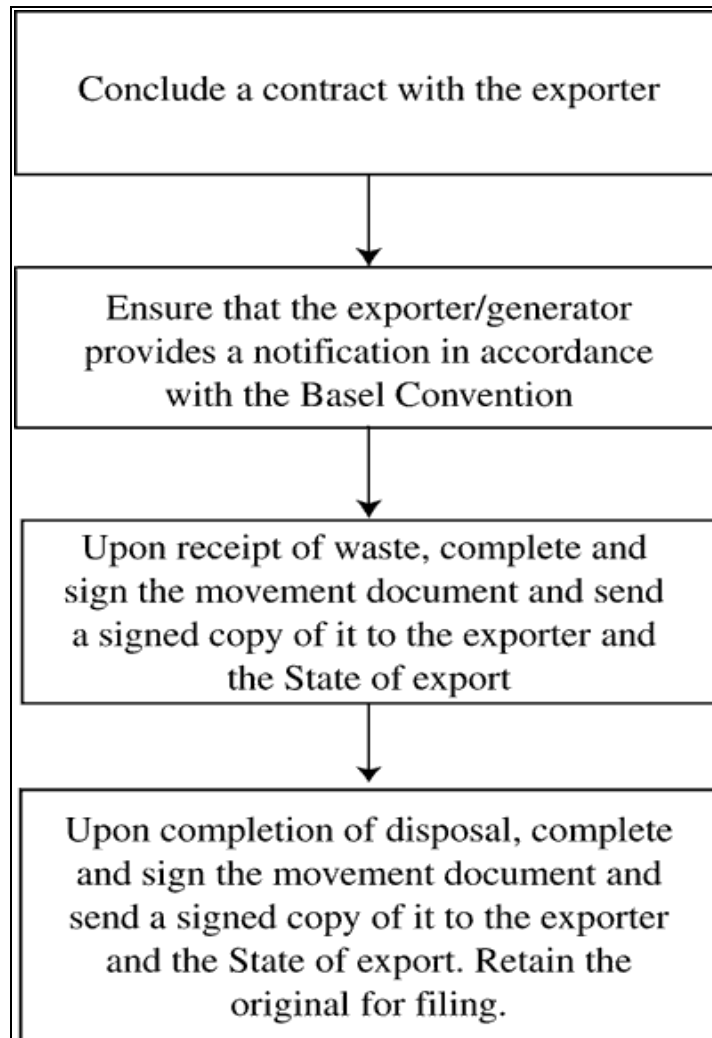 Conclude a contract with the exporter
Ensure that the exporter/generator
provides a notification in accordance
with the Basel Convention
Upon receipt of waste, complete and
sign the movement document and send
a signed copy of it to the exporter and
the State of export
Upon completion of disposal, complete
and sign the movement document and
send a signed copy of it to the exporter
and the State of export. Retain the
original for filing.